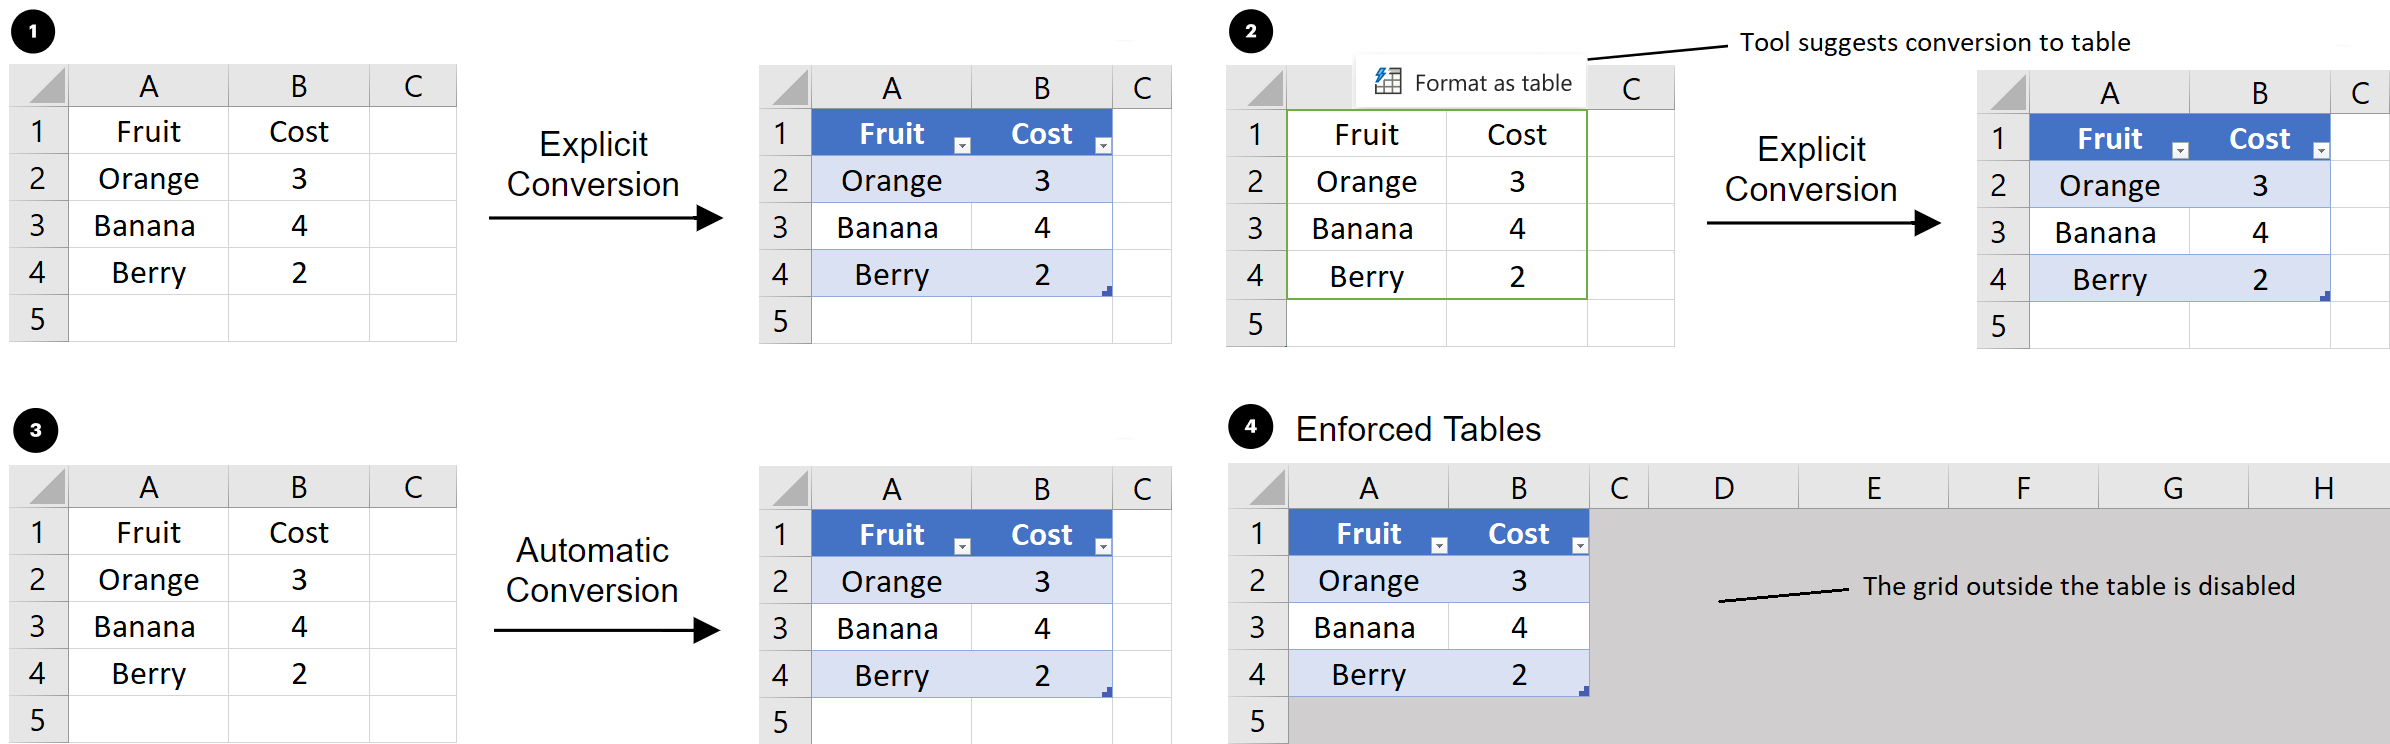 1
A B C
1 Fruit Cost
2 Orange 3
3 Banana 4
4 Berry 2
5
Explicit
Conversion
A B C
1 Fruit Cost
2 Orange 3
3 Banana 4
4 Berry 2
5
2
Tool suggests conversion to table
Format as table
C
1 Fruit Cost
2 Orange 3
3 Banana 4
4 Berry 2
5
Explicit
Conversion
A B C
1 Fruit Cost
2 Orange 3
3 Banana 4
4 Berry 2
5
3
A B C
1 Fruit Cost
2 Orange 3
3 Banana 4
4 Berry 2
5
Automatic
Conversion
A B C
1 Fruit Cost
2 Orange 3
3 Banana 4
4 Berry 2
5
4 Enforced Tables
A B C D E F G H
1 Fruit Cost
2 Orange 3
3 Banana 4
4 Berry 2
5
The grid outside the table is disabled